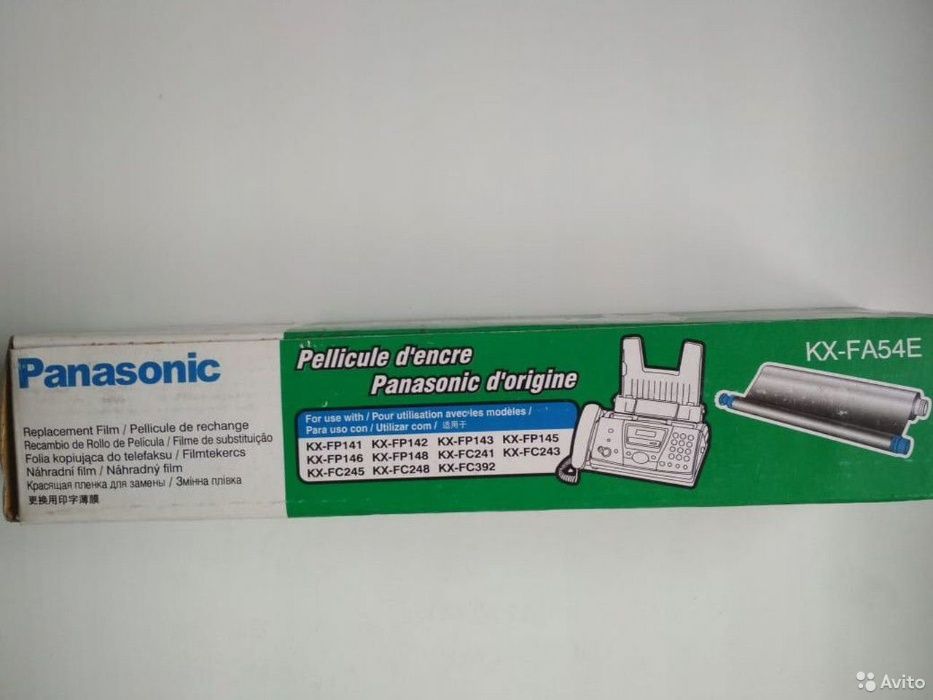 Panasonic
Replacement Film / Pellicule de rechange
Recambio de Rollo de Película / Filme de substituição
Folia kopiująca do telefaksu / Filmtekercs
Náhradní film / Náhradný film
Красящая пленка для замены / Змінна плівка
更换用印字薄膜
Pellicule d'encre
Panasonic d'origine
For use with / Pour utilisation avec les modèles /
Para uso con / Utilizar com / 适用于
KX-FP141 KX-FP142 KX-FP143 KX-FP145
KX-FP146 KX-FP148 KX-FC241 KX-FC243
KX-FC245 KX-FC248 KX-FC392
KX-FA54E
Avito